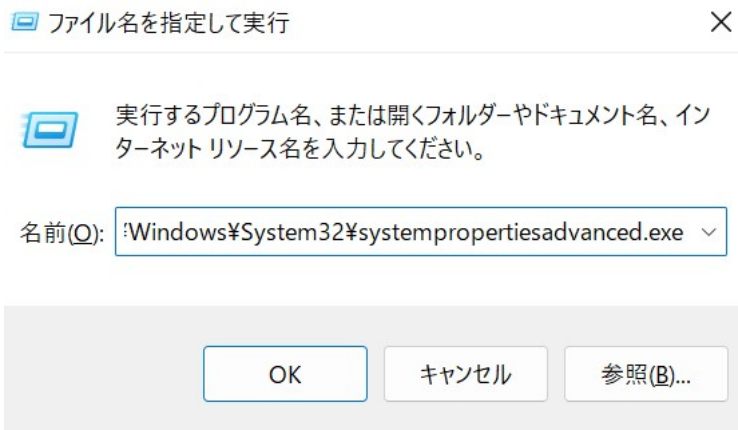 ファイル名を指定して実行
実行するプログラム名、または開くフォルダーやドキュメント名、イン
ターネット リソース名を入力してください。
名前(O): ¥Windows¥System32¥systempropertiesadvanced.exe
OK キャンセル 参照(B)...